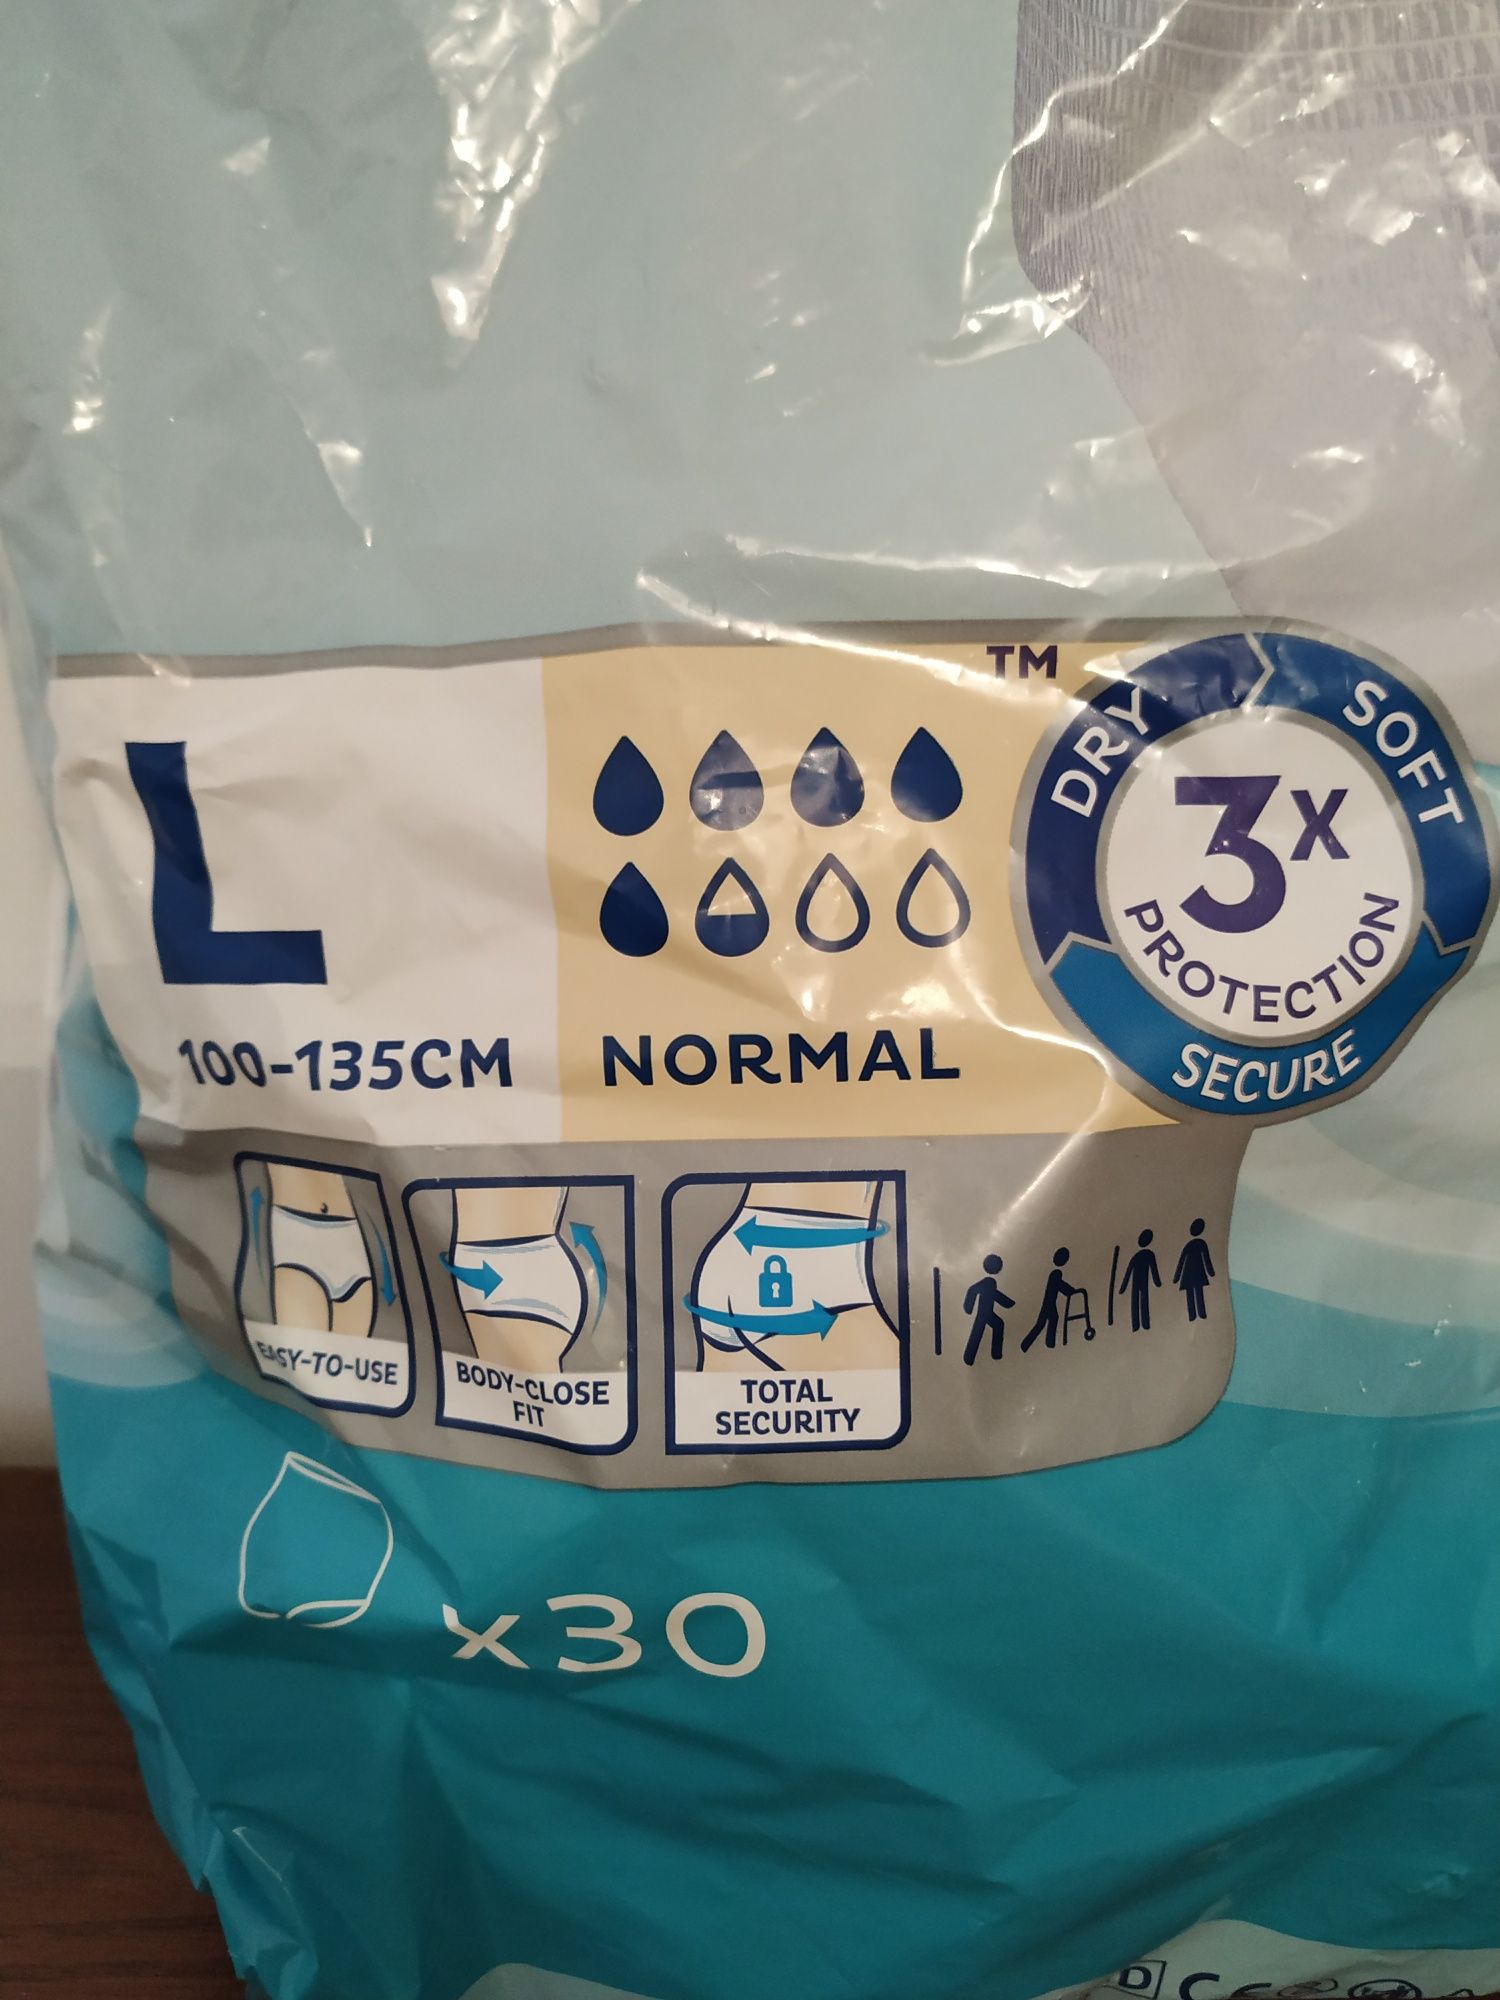 L
100-135CM
NORMAL
TM
DRY
SOFT
SECURE
3X
PROTECTION
EASY-TO-USE
BODY-CLOSE
FIT
TOTAL
SECURITY
x30